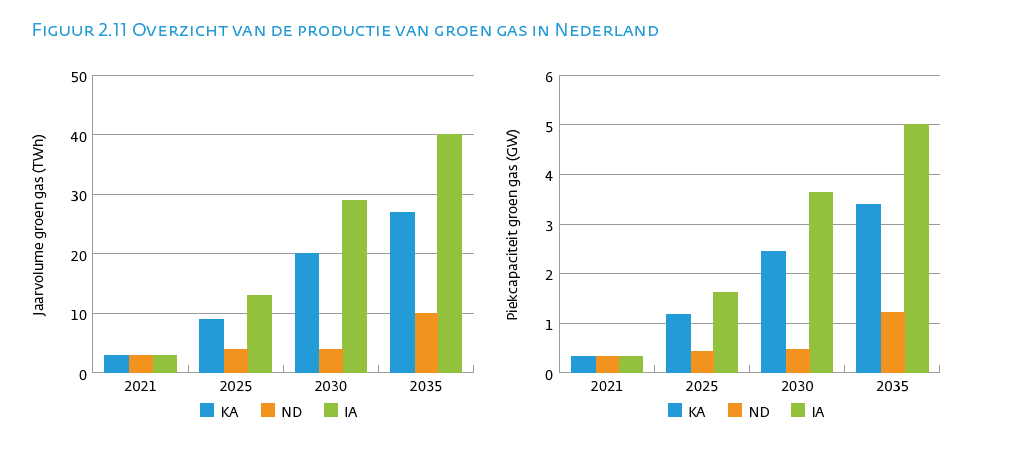 Figuur 2.11 Overzicht van de productie van groen gas in Nederland
Jaarvolume groen gas (TWh)
50
40
30
20
10
0
2021 2025 2030 2035
KA ND IA
Piekcapaciteit groen gas (GW)
6
5
4
3
2
1
0
2021 2025 2030 2035
KA ND IA